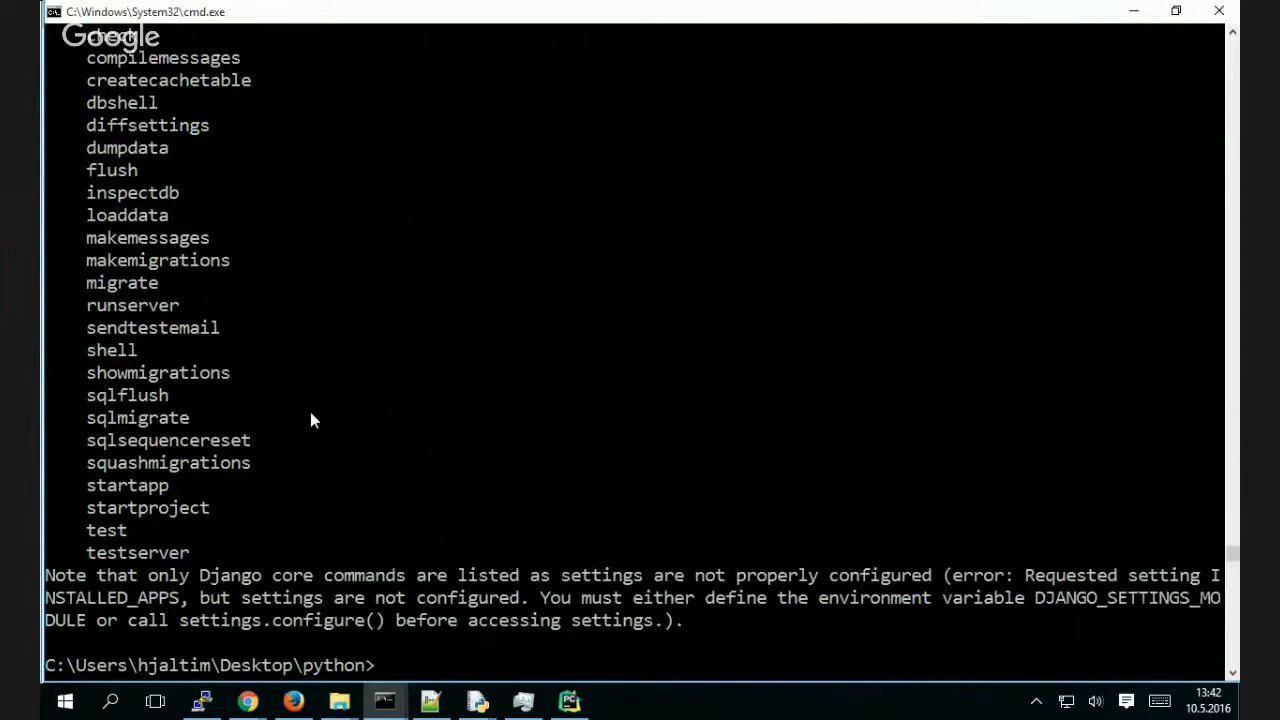 C:\Windows\System32\cmd.exe
Google
check
compilemessages
createcachetable
dbshell
diffsettings
dumpdata
flush
inspectdb
loaddata
makemessages
makemigrations
migrate
runserver
sendtestemail
shell
showmigrations
sqlflush
sqlmigrate
sqlsequencereset
squashmigrations
startapp
startproject
test
testserver
Note that only Django core commands are listed as settings are not properly configured (error: Requested setting I
NSTALLED_APPS, but settings are not configured. You must either define the environment variable DJANGO_SETTINGS_MO
DULE or call settings.configure() before accessing settings.).
C:\Users\hjaltim\Desktop\python>
PC
13:42
10.5.2016